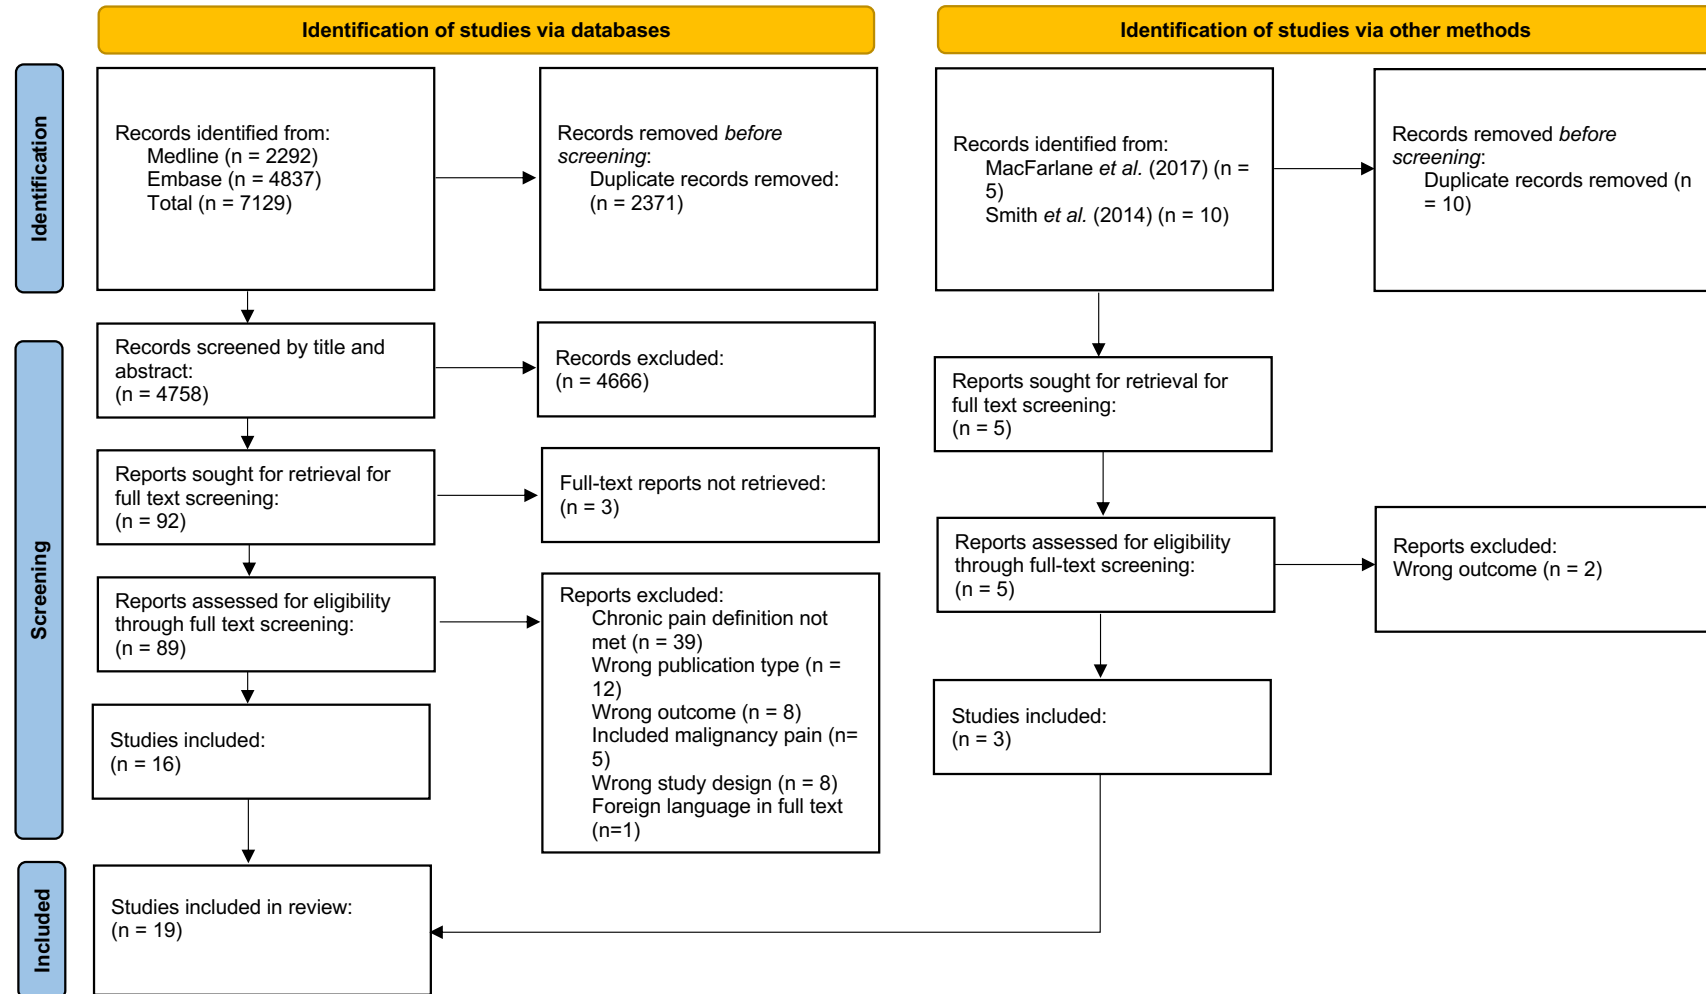 Identification of studies via databases
Identification of studies via other methods
Identification
Records identified from:
Medline (n = 2292)
Embase (n = 4837)
Total (n = 7129)
Records removed before
screening:
Duplicate records removed:
(n = 2371)
Records identified from:
MacFarlane et al. (2017) (n =
5)
Smith et al. (2014) (n = 10)
Records removed before
screening:
Duplicate records removed (n
= 10)
Screening
Records screened by title and
abstract:
(n = 4758)
Records excluded:
(n = 4666)
Reports sought for retrieval for
full text screening:
(n = 5)
Reports sought for retrieval for
full text screening:
(n = 92)
Full-text reports not retrieved:
(n = 3)
Reports assessed for eligibility
through full-text screening:
(n = 5)
Reports excluded:
Wrong outcome (n = 2)
Reports assessed for eligibility
through full text screening:
(n = 89)
Reports excluded:
Chronic pain definition not
met (n = 39)
Wrong publication type (n =
12)
Wrong outcome (n = 8)
Included malignancy pain (n=
5)
Wrong study design (n = 8)
Foreign language in full text
(n=1)
Studies included:
(n = 16)
Studies included:
(n = 3)
Included
Studies included in review:
(n = 19)